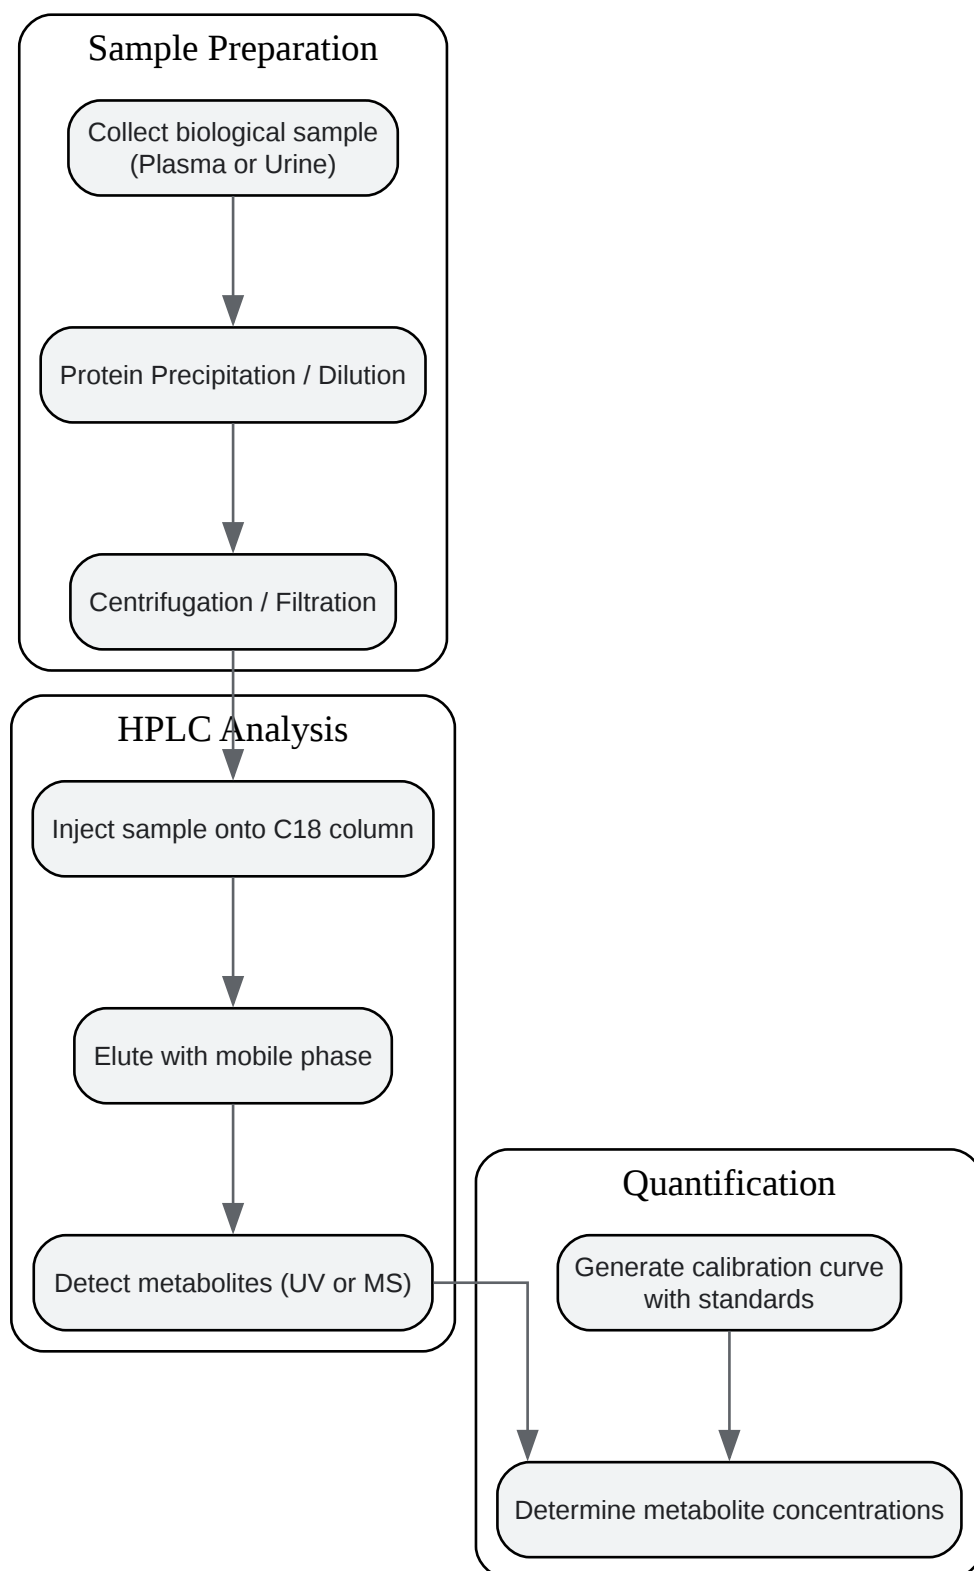 Sample Preparation
Collect biological sample
(Plasma or Urine)
Protein Precipitation / Dilution
Centrifugation / Filtration
HPLC Analysis
Inject sample onto C18 column
Elute with mobile phase
Detect metabolites (UV or MS)
Quantification
Generate calibration curve
with standards
Determine metabolite concentrations